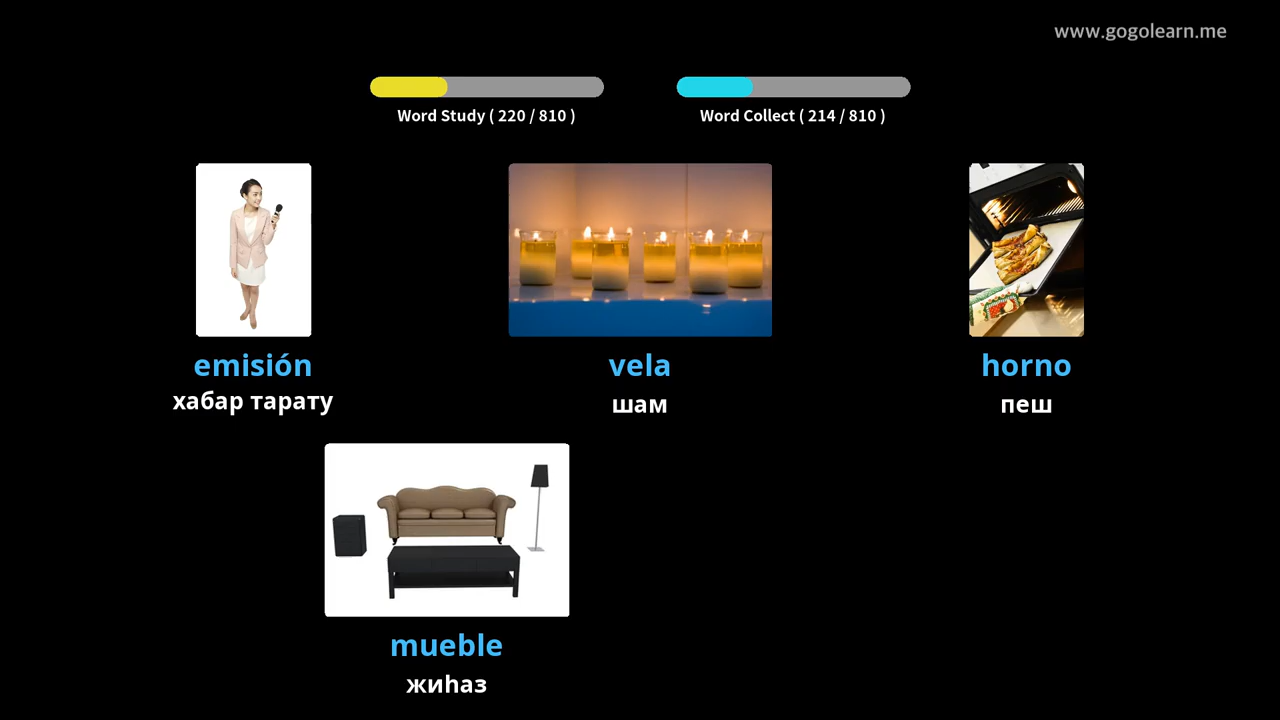 www.gogolearn.me
Word Study ( 220 / 810 )
Word Collect ( 214 / 810 )
emisión
хабар тарату
vela
шам
horno
пеш
mueble
жиһаз